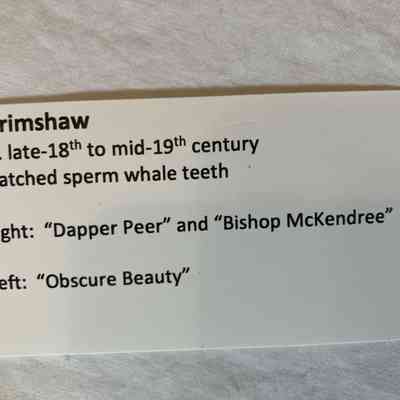 rimshaw
. late-18th to mid-19th century
atched sperm whale teeth
ght: “Dapper Peer” and “Bishop McKendree”
eft: “Obscure Beauty”